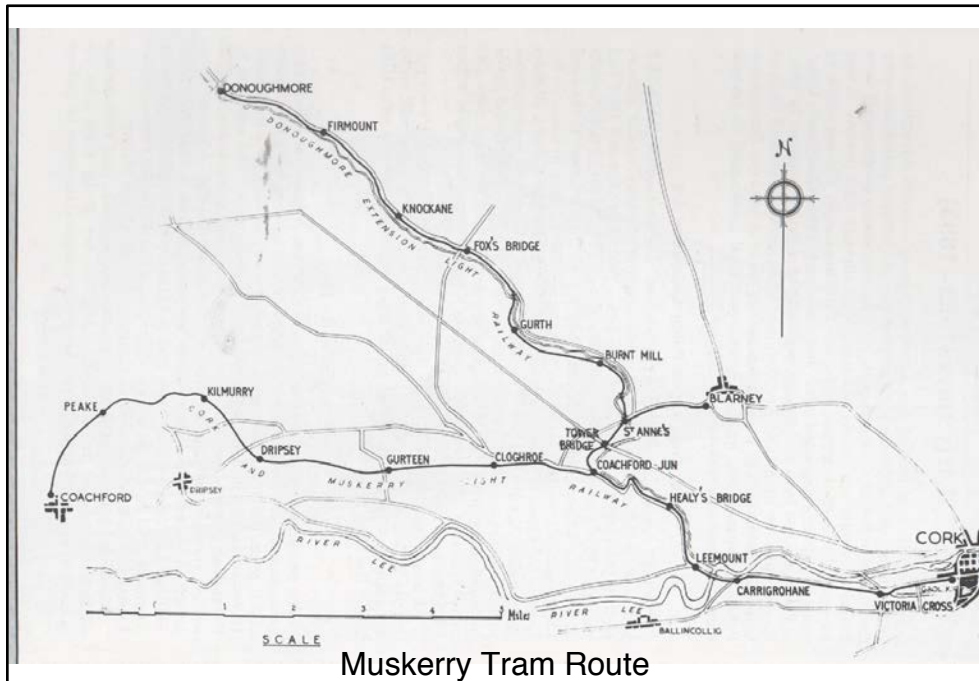 DONOUGHMORE
FIRMOUNT
DONOUGHMORE EXTENSION LIGHT RAILWAY
N
KNOCKANE
FOX'S BRIDGE
GURTH
BURNT MILL
BLARNEY
KILMURRY
PEAKE
ST ANNE'S
TOWER
BRIDGE
CORK AND MUSKERRY LIGHT RAILWAY
DRIPSEY
GURTEEN
CLOGHROE
COACHFORD JUN
DRIPSEY
COACHFORD
HEALY'S BRIDGE
RIVER LEE
CORK
LEEMOUNT
CARRIGROHANE
GAOL
VICTORIA CROSS
1 2 3 4 5 Miles
SCALE
RIVER LEE
BALLINCOLLIG
Muskerry Tram Route